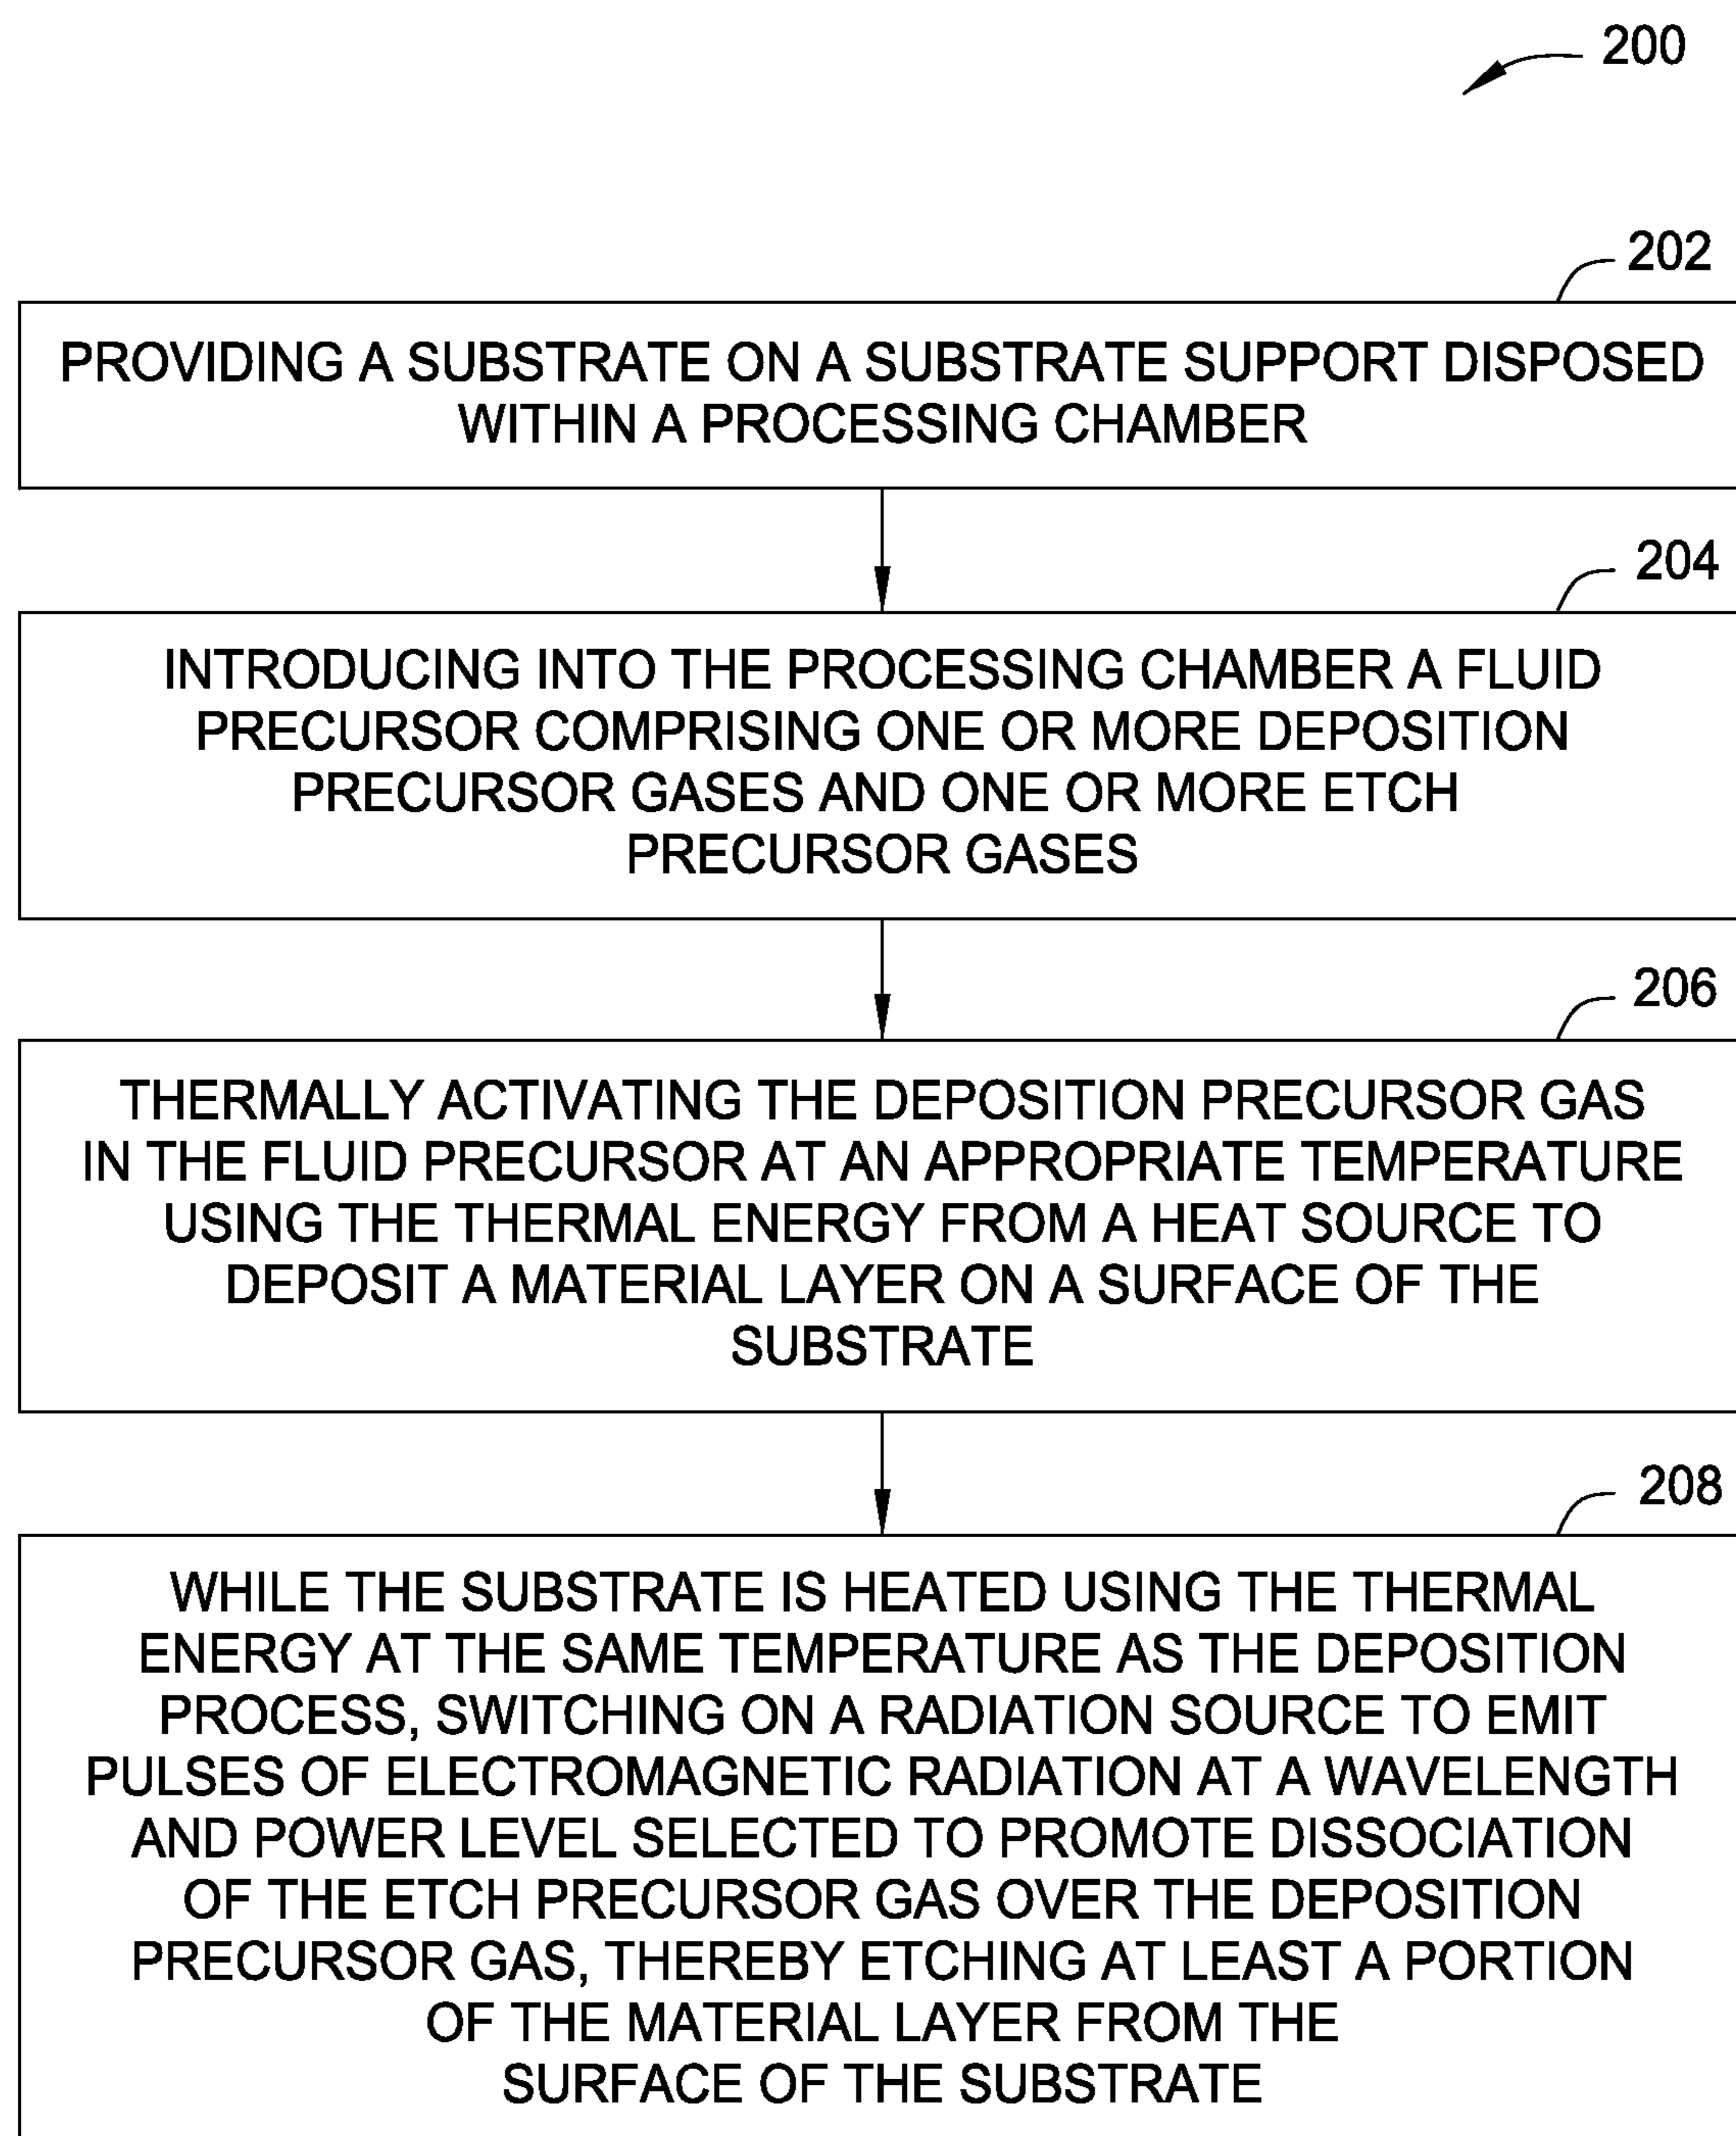 200
202
PROVIDING A SUBSTRATE ON A SUBSTRATE SUPPORT DISPOSED
WITHIN A PROCESSING CHAMBER
204
INTRODUCING INTO THE PROCESSING CHAMBER A FLUID
PRECURSOR COMPRISING ONE OR MORE DEPOSITION
PRECURSOR GASES AND ONE OR MORE ETCH
PRECURSOR GASES
206
THERMALLY ACTIVATING THE DEPOSITION PRECURSOR GAS
IN THE FLUID PRECURSOR AT AN APPROPRIATE TEMPERATURE
USING THE THERMAL ENERGY FROM A HEAT SOURCE TO
DEPOSIT A MATERIAL LAYER ON A SURFACE OF THE
SUBSTRATE
208
WHILE THE SUBSTRATE IS HEATED USING THE THERMAL
ENERGY AT THE SAME TEMPERATURE AS THE DEPOSITION
PROCESS, SWITCHING ON A RADIATION SOURCE TO EMIT
PULSES OF ELECTROMAGNETIC RADIATION AT A WAVELENGTH
AND POWER LEVEL SELECTED TO PROMOTE DISSOCIATION
OF THE ETCH PRECURSOR GAS OVER THE DEPOSITION
PRECURSOR GAS, THEREBY ETCHING AT LEAST A PORTION
OF THE MATERIAL LAYER FROM THE
SURFACE OF THE SUBSTRATE